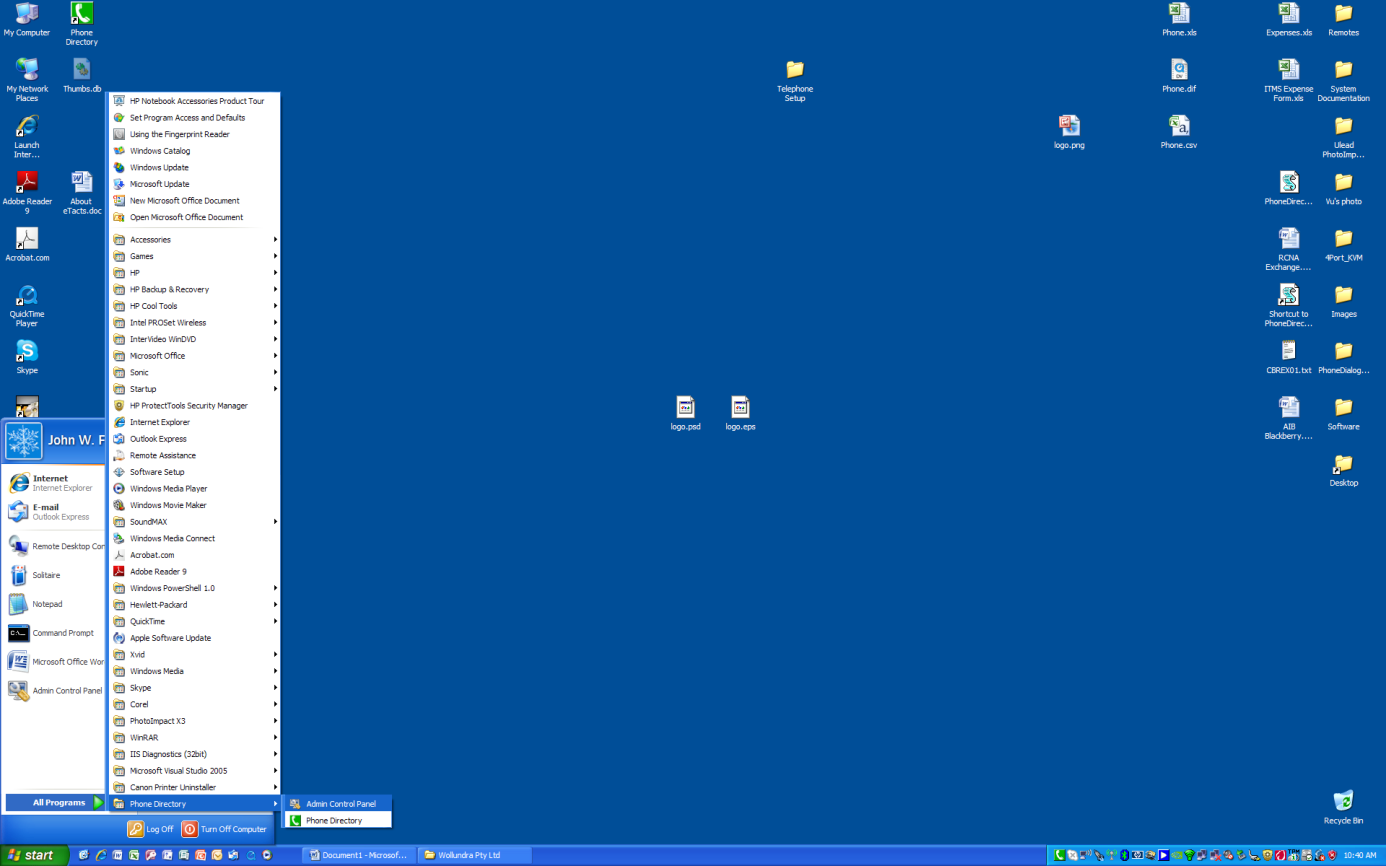 My Computer
Phone
Directory
My Network
Places
Thumbs.db
Launch
Inter...
Adobe Reader
9
About
eTacts.doc
Acrobat.com
QuickTime
Player
Skype
HP Notebook Accessories Product Tour
Set Program Access and Defaults
Using the Fingerprint Reader
Windows Catalog
Windows Update
Microsoft Update
New Microsoft Office Document
Open Microsoft Office Document
Accessories
Games
HP
HP Backup & Recovery
HP Cool Tools
Intel PROSet Wireless
InterVideo WinDVD
Microsoft Office
Sonic
Startup
HP ProtectTools Security Manager
Internet Explorer
Outlook Express
Remote Assistance
Software Setup
Windows Media Player
Windows Movie Maker
SoundMAX
Windows Media Connect
Acrobat.com
Adobe Reader 9
Windows PowerShell 1.0
Hewlett-Packard
QuickTime
Apple Software Update
Xvid
Windows Media
Skype
Corel
PhotoImpact X3
WinRAR
IIS Diagnostics (32bit)
Microsoft Visual Studio 2005
Canon Printer Uninstaller
Phone Directory
Admin Control Panel
Phone Directory
John W. F
Internet
Internet Explorer
E-mail
Outlook Express
Remote Desktop Con
Solitaire
Notepad
Command Prompt
Microsoft Office Wor
Admin Control Panel
All Programs
Log Off
Turn Off Computer
Telephone
Setup
logo.png
logo.psd
logo.eps
Phone.xls
Phone.dif
Phone.csv
Expenses.xls
Remotes
ITMS Expense
Form.xls
System
Documentation
Ulead
PhotoImp...
PhoneDirec...
Vu's photo
RCNA
Exchange....
4Port_KVM
Shortcut to
PhoneDirec...
Images
CBREX01.txt
PhoneDialog...
AIB
Blackberry....
Software
Desktop
Recycle Bin
start
Document1 - Microsof...
Wollundra Pty Ltd
10:40 AM